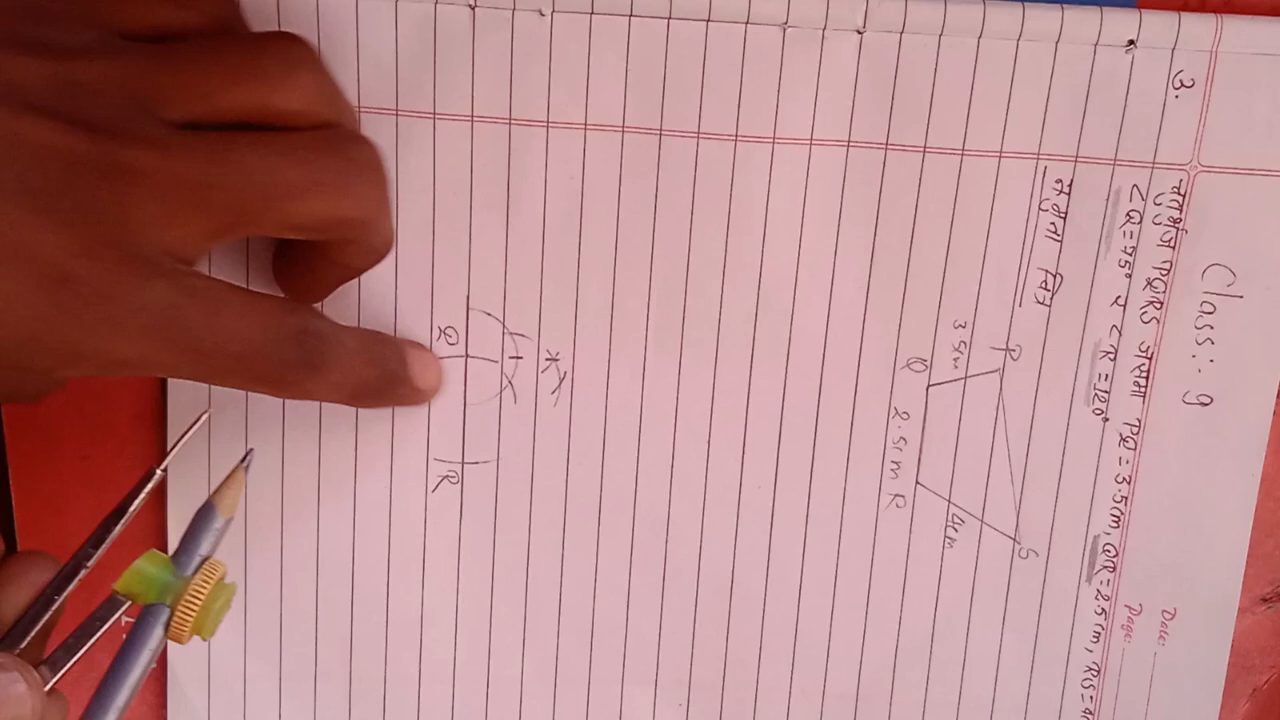 Date:
Page:
Class:- 9
3.
चतुर्भुज PQRS जसमा PQ = 3.5cm, QR = 2.5cm, RS = 4
<Q = 75° र <R = 120°
नमुना चित्र
P
S
3.5cm
4cm
Q
2.5cm
R
Q
R